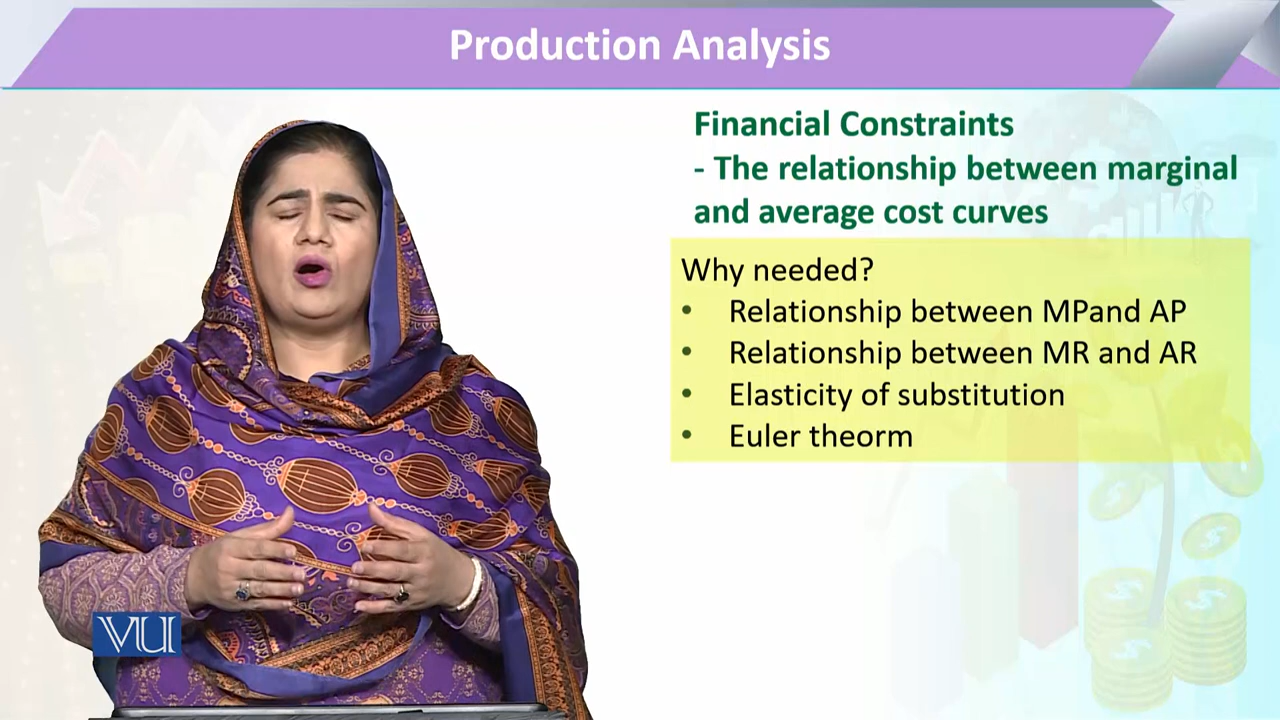 Production Analysis
Financial Constraints
- The relationship between marginal
and average cost curves
Why needed?
• Relationship between MPand AP
• Relationship between MR and AR
• Elasticity of substitution
• Euler theorm
VU